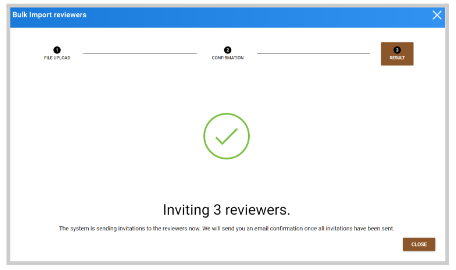 Bulk Import reviewers
1
2
3
FILE UPLOAD
CONFIRMATION
RESULT
Inviting 3 reviewers.
The system is sending invitations to the reviewers now. We will send you an email confirmation once all invitations have been sent.
CLOSE